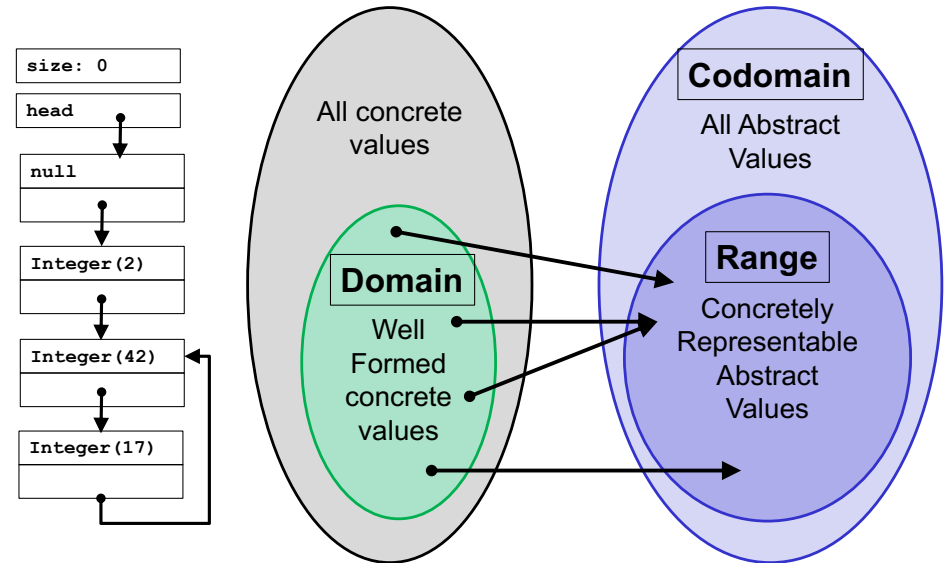 size: 0
head
null
Integer(2)
Integer(42)
Integer(17)
All concrete
values
Domain
Well
Formed
concrete
values
Codomain
All Abstract
Values
Range
Concretely
Representable
Abstract
Values